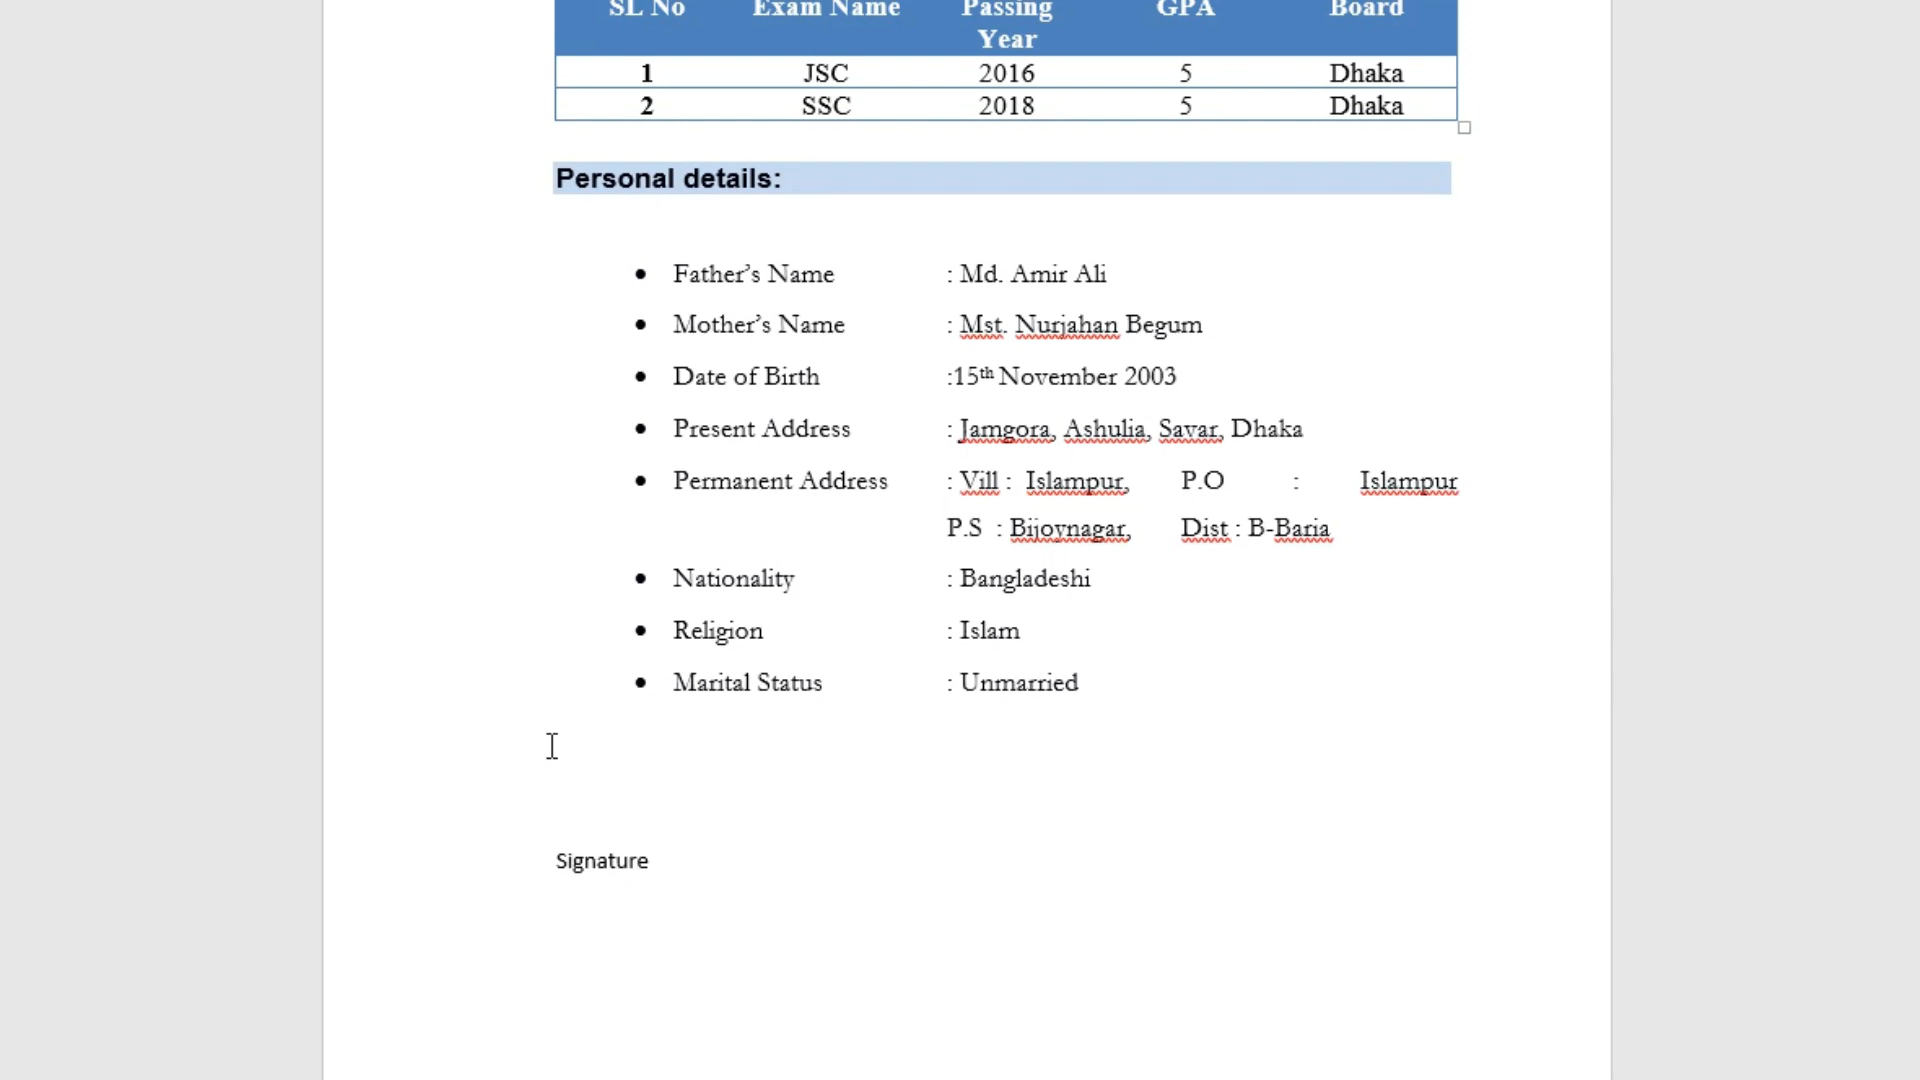 SL No Exam Name Passing Year GPA Board
1 JSC 2016 5 Dhaka
2 SSC 2018 5 Dhaka
Personal details:
• Father’s Name : Md. Amir Ali
• Mother’s Name : Mst. Nurjahan Begum
• Date of Birth :15th November 2003
• Present Address : Jamgora, Ashulia, Savar, Dhaka
• Permanent Address : Vill : Islampur, P.O : Islampur
P.S : Bijoynagar, Dist : B-Baria
• Nationality : Bangladeshi
• Religion : Islam
• Marital Status : Unmarried
Signature